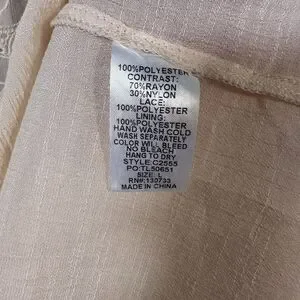 100%POLYESTER
CONTRAST:
70%RAYON
30%NYLON
LACE:
100%POLYESTER
LINING:
100%POLYESTER
HAND WASH COLD
WASH SEPARATELY
COLOR WILL BLEED
NO BLEACH
HANG TO DRY
STYLE:C2555
PO:TL50651
SIZE: L
RN#:130733
MADE IN CHINA